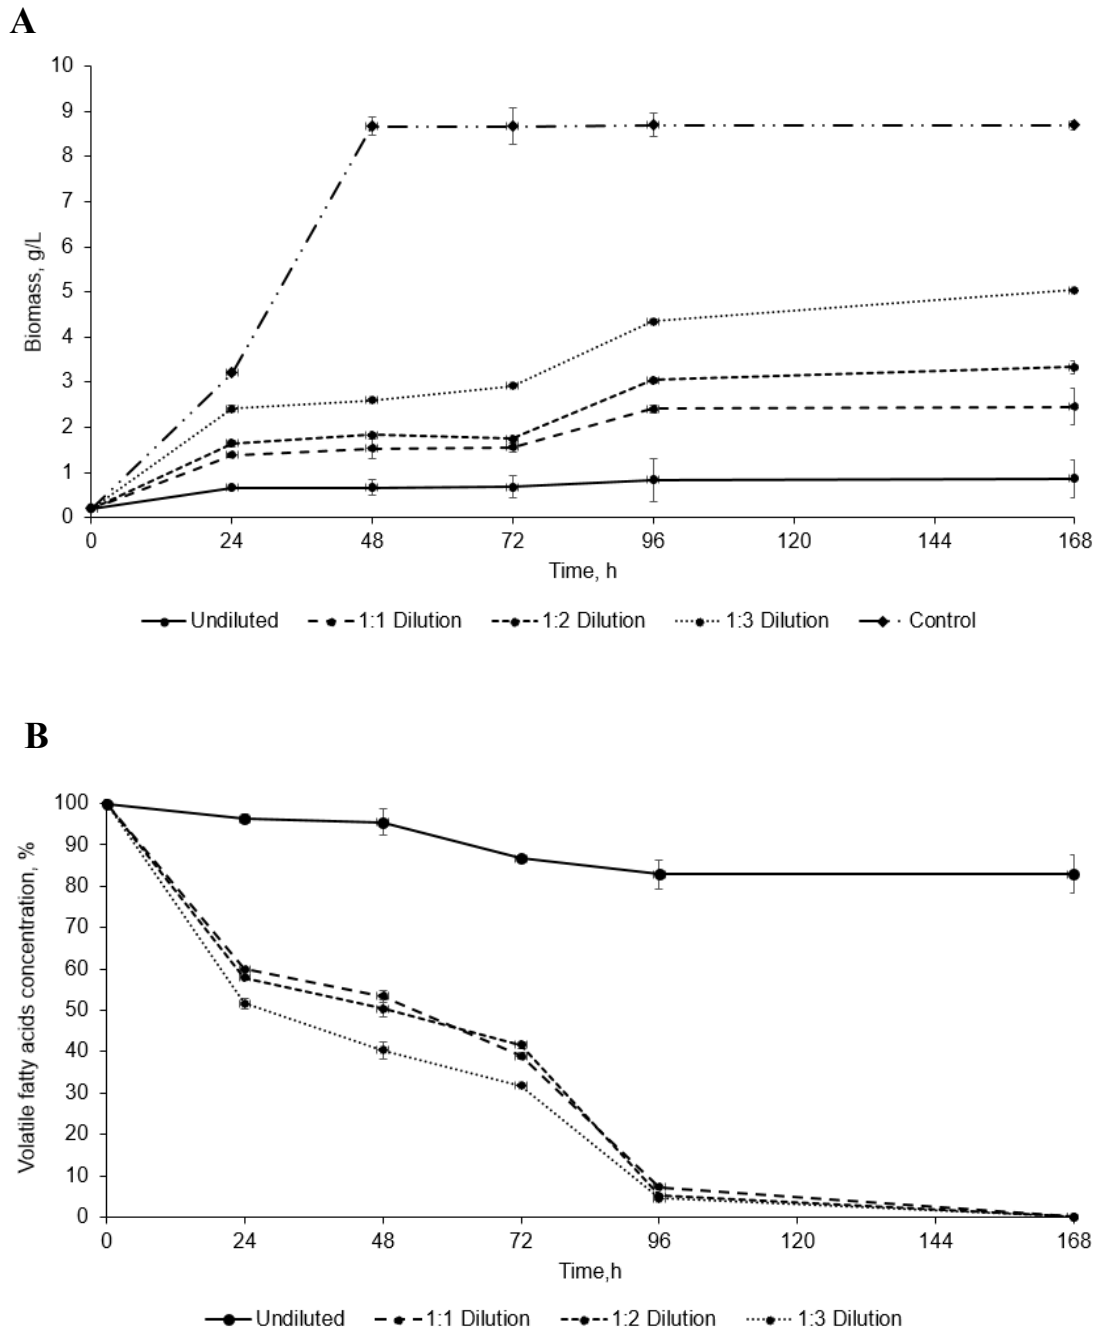 A
10
9
8
7
6
5
4
3
2
1
0
Biomass, g/L
0 24 48 72 96 120 144 168
Time, h
Undiluted 1:1 Dilution 1:2 Dilution 1:3 Dilution Control
B
100
90
80
70
60
50
40
30
20
10
0
Volatile fatty acids concentration, %
0 24 48 72 96 120 144 168
Time,h
Undiluted 1:1 Dilution 1:2 Dilution 1:3 Dilution